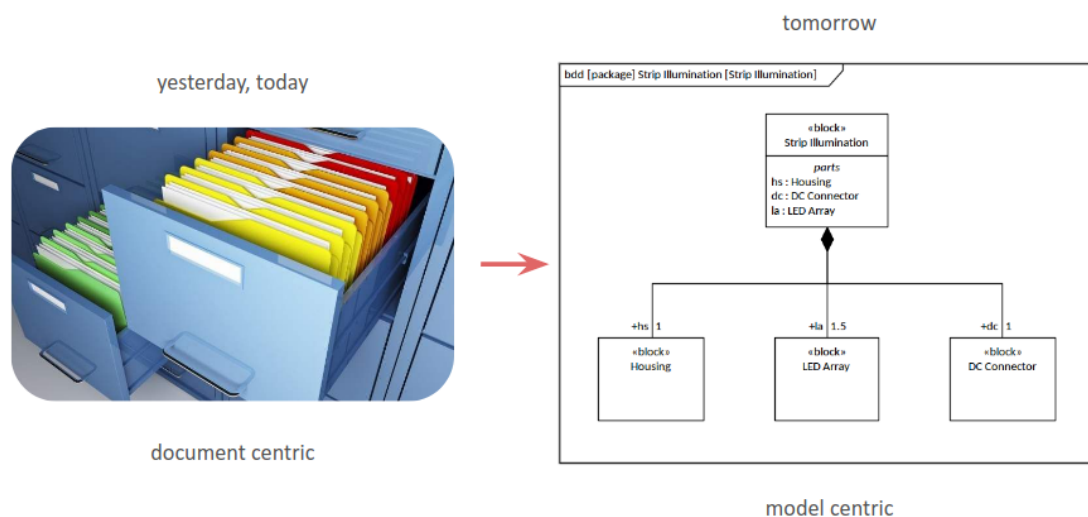 tomorrow
yesterday, today
bdd [package] Strip Illumination [Strip Illumination]
«block»
Strip Illumination
parts
hs : Housing
dc : DC Connector
la : LED Array
+hs 1
+la 1.5
+dc 1
«block»
Housing
«block»
LED Array
«block»
DC Connector
document centric
model centric